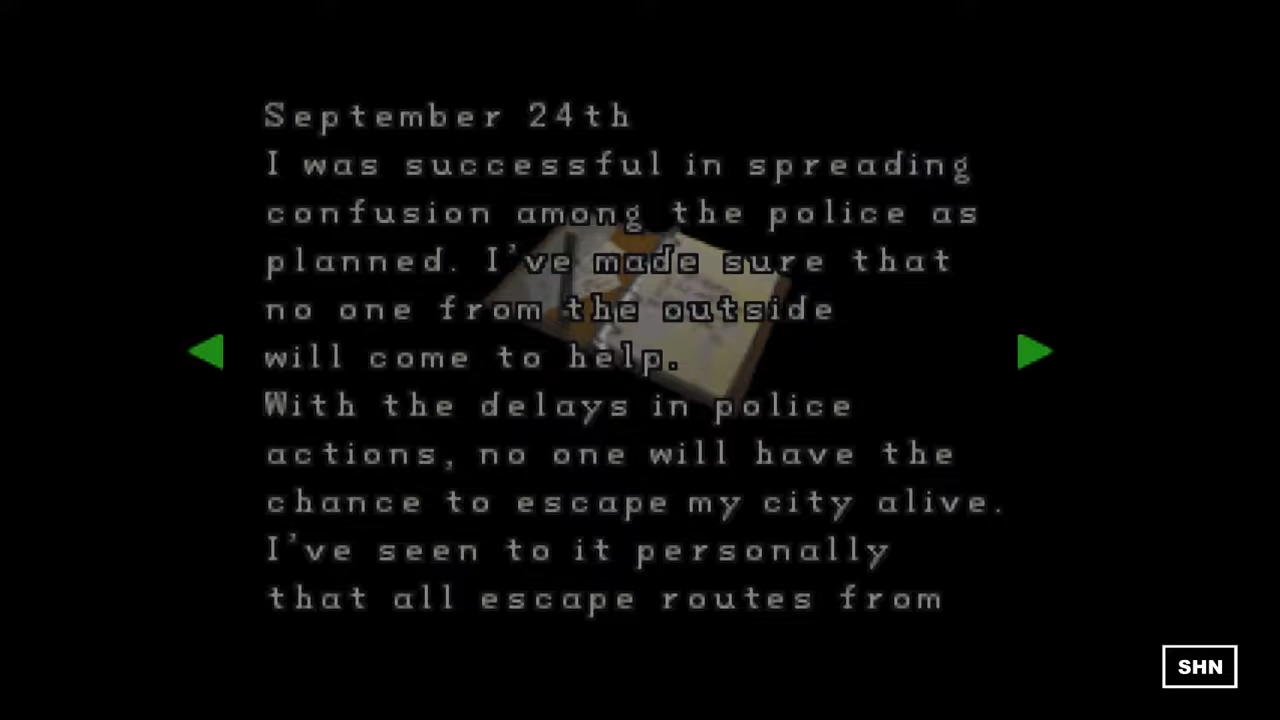 September 24th
I was successful in spreading
confusion among the police as
planned. I've made sure that
no one from the outside
will come to help.
With the delays in police
actions, no one will have the
chance to escape my city alive.
I've seen to it personally
that all escape routes from
SHN